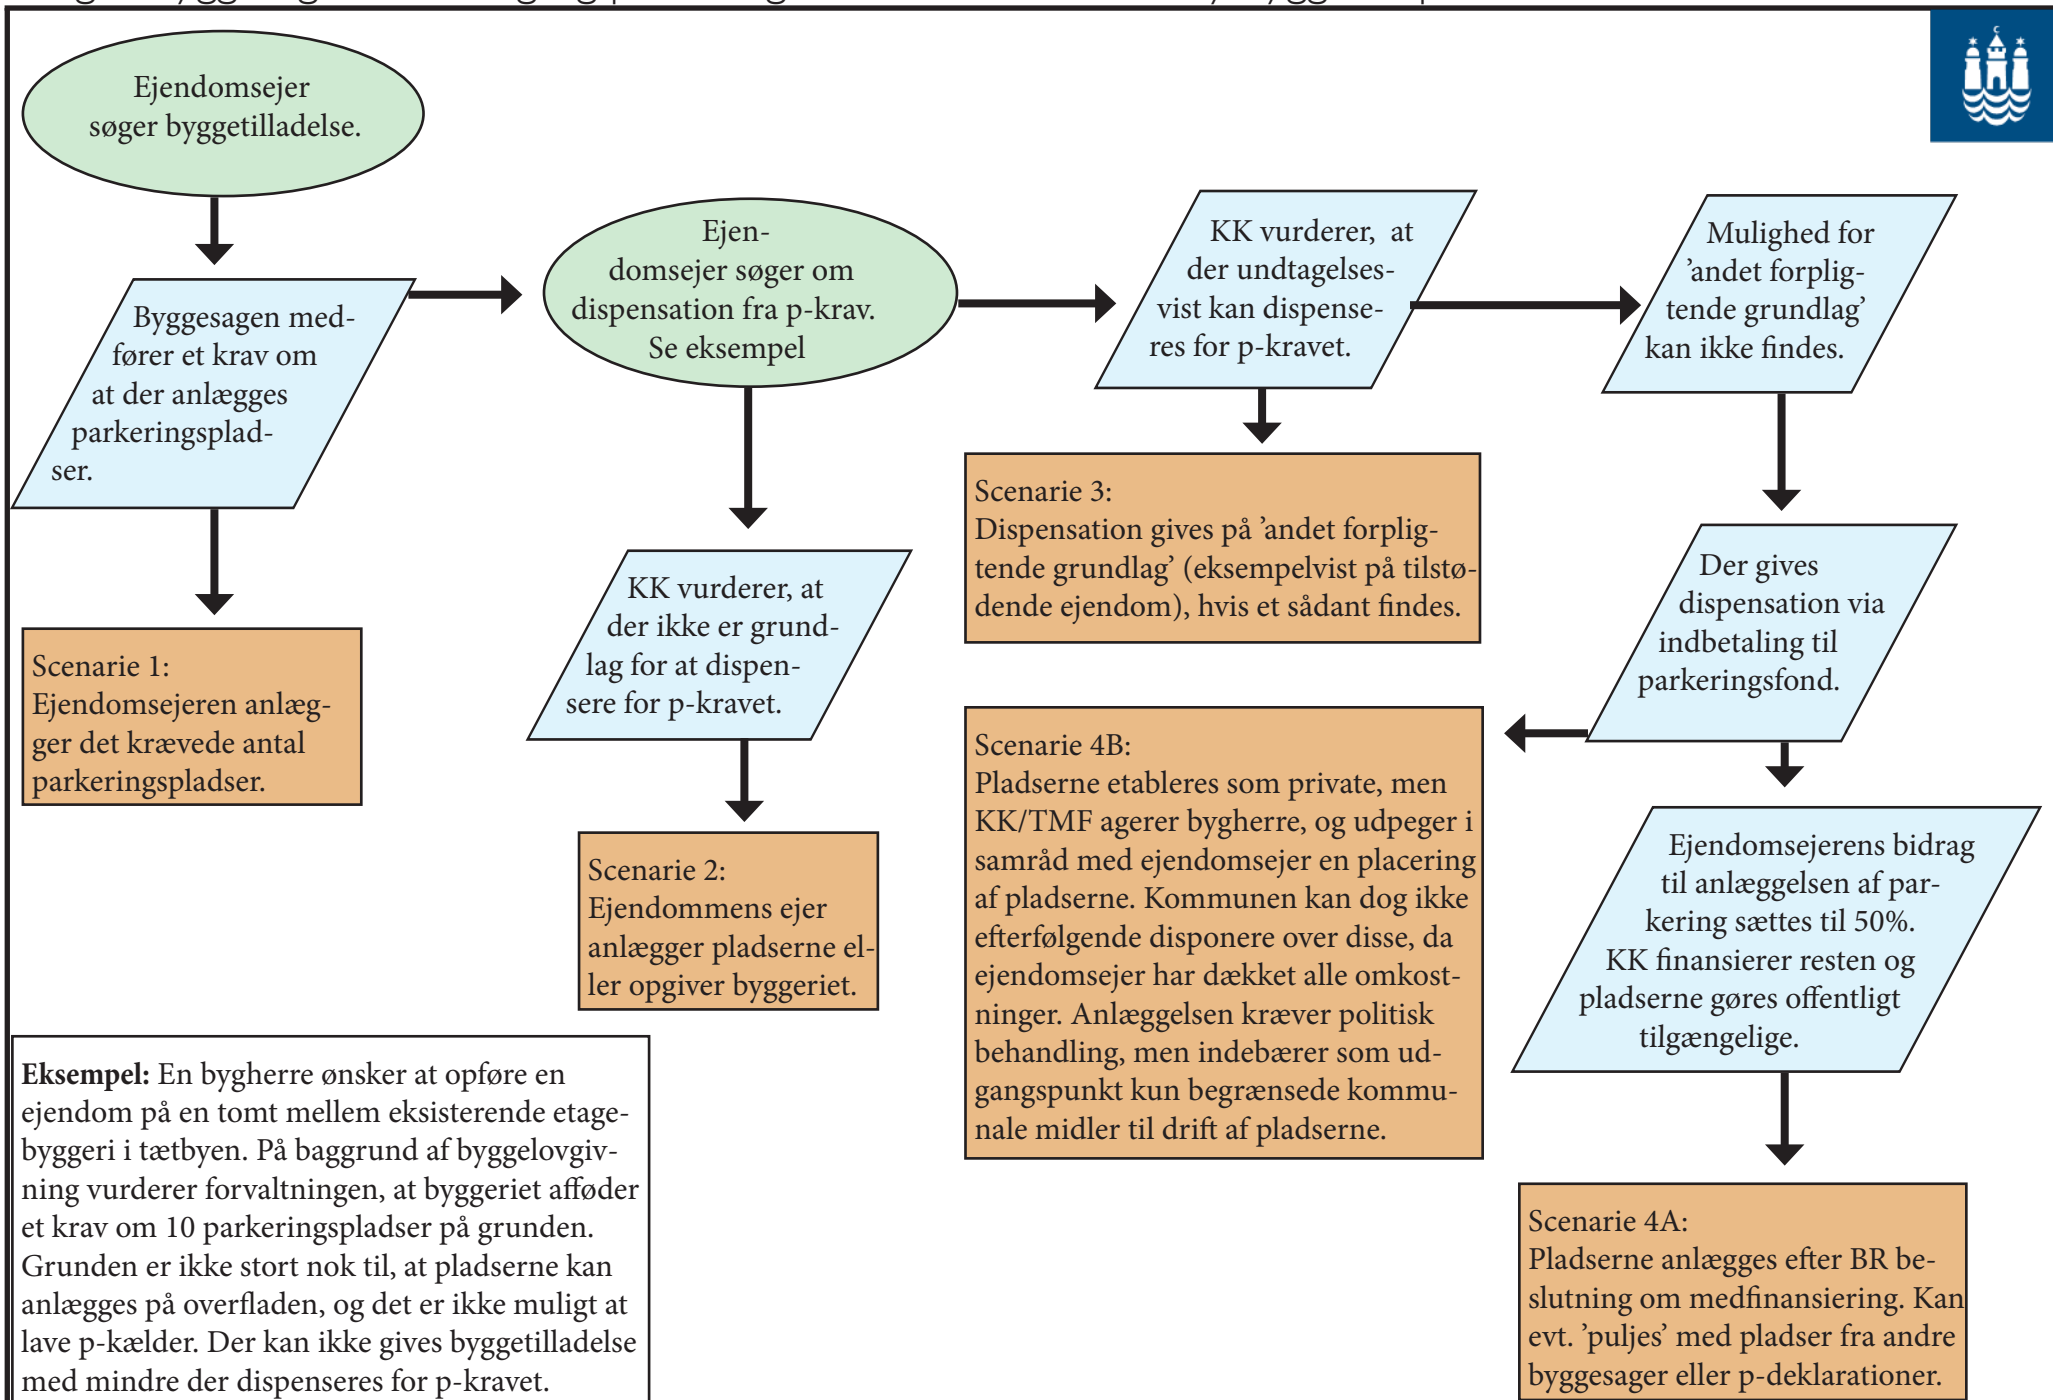 Ejendomsejer
søger byggetilladelse.
Byggesagen med-
fører et krav om
at der anlægges
parkeringsplad-
ser.
Scenarie 1:
Ejendomsejeren anlæg-
ger det krævede antal
parkeringspladser.
Ejen-
domsejer søger om
dispensation fra p-krav.
Se eksempel
KK vurderer, at
der ikke er grund-
lag for at dispen-
sere for p-kravet.
Scenarie 2:
Ejendommens ejer
anlægger pladserne el-
ler opgiver byggeriet.
KK vurderer, at
der undtagelses-
vist kan dispense-
res for p-kravet.
Scenarie 3:
Dispensation gives på ’andet forplig-
tende grundlag’ (eksempelvist på tilstø-
dende ejendom), hvis et sådant findes.
Mulighed for
’andet forplig-
tende grundlag’
kan ikke findes.
Der gives
dispensation via
indbetaling til
parkeringsfond.
Scenarie 4B:
Pladserne etableres som private, men
KK/TMF agerer bygherre, og udpeger i
samråd med ejendomsejer en placering
af pladserne. Kommunen kan dog ikke
efterfølgende disponere over disse, da
ejendomsejer har dækket alle omkost-
ninger. Anlæggelsen kræver politisk
behandling, men indebærer som ud-
gangspunkt kun begrænsede kommu-
nale midler til drift af pladserne.
Ejendomsejerens bidrag
til anlæggelsen af par-
kering sættes til 50%.
KK finansierer resten og
pladserne gøres offentligt
tilgængelige.
Scenarie 4A:
Pladserne anlægges efter BR be-
slutning om medfinansiering. Kan
evt. ’puljes’ med pladser fra andre
byggesager eller p-deklarationer.
Eksempel: En bygherre ønsker at opføre en
ejendom på en tomt mellem eksisterende etage-
byggeri i tætbyen. På baggrund af byggelovgiv-
ning vurderer forvaltningen, at byggeriet afføder
et krav om 10 parkeringspladser på grunden.
Grunden er ikke stort nok til, at pladserne kan
anlægges på overfladen, og det er ikke muligt at
lave p-kælder. Der kan ikke gives byggetilladelse
med mindre der dispenseres for p-kravet.